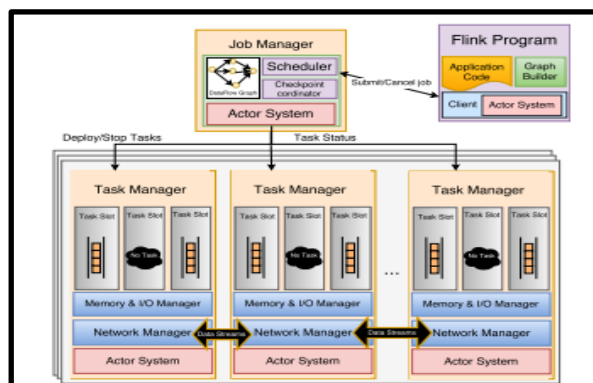 Job Manager
Scheduler
Checkpoint
cordinator
DataFlow Graph
Actor System
Flink Program
Application
Code
Graph
Builder
Client
Actor System
Submit/Cancel job
Deploy/Stop Tasks
Task Status
Task Manager
Task Slot
Task Slot
Task Slot
No Task
Memory & I/O Manager
Network Manager
Actor System
Data Streams
Task Manager
Task Slot
Task Slot
Task Slot
No Task
Memory & I/O Manager
Network Manager
Actor System
Data Streams
...
Task Manager
Task Slot
Task Slot
Task Slot
No Task
Memory & I/O Manager
Network Manager
Actor System